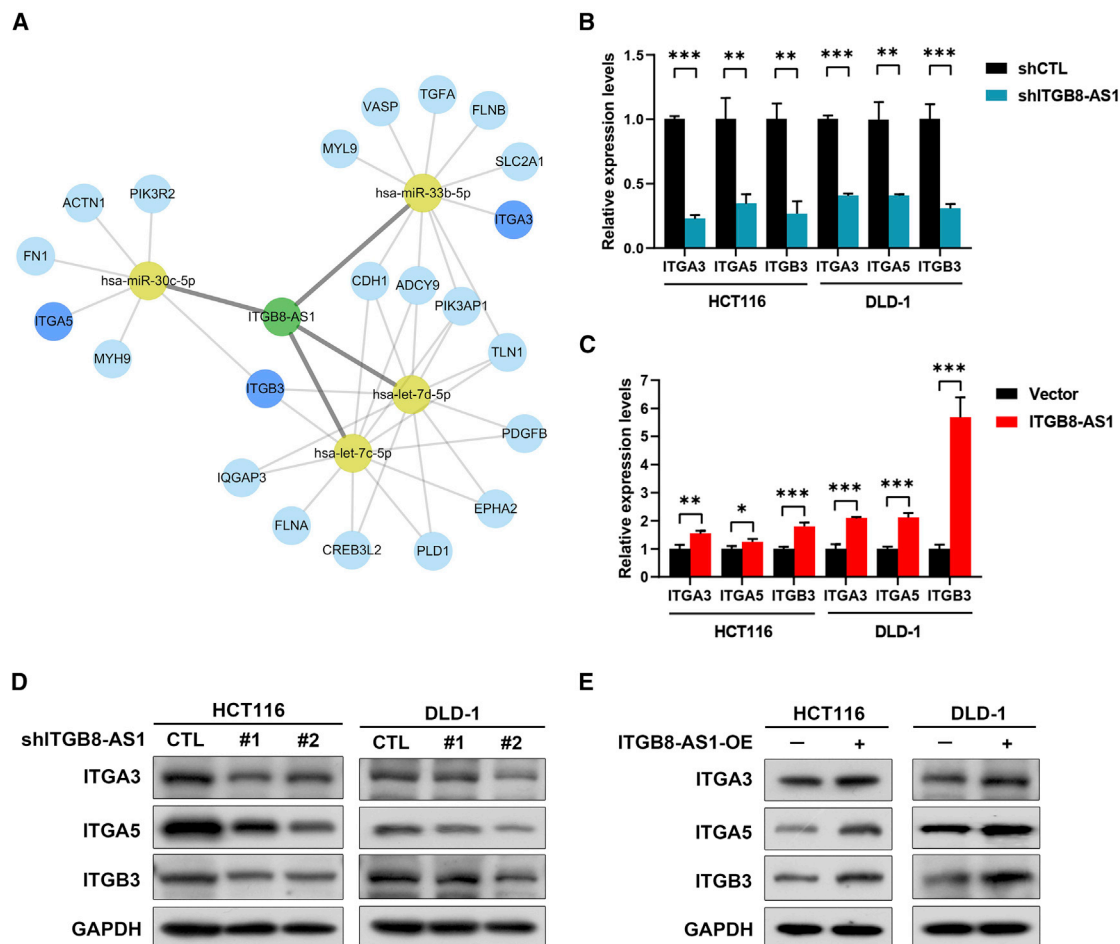 A
VASP
TGFA
FLNB
MYL9
SLC2A1
hsa-miR-33b-5p
ITGA3
PIK3R2
ACTN1
FN1
hsa-miR-30c-5p
ITGA5
MYH9
CDH1
ADCY9
PIK3AP1
ITGB8-AS1
TLN1
ITGB3
hsa-let-7d-5p
PDGFB
hsa-let-7c-5p
IQGAP3
EPHA2
FLNA
CREB3L2
PLD1
B
Relative expression levels
1.5
1.0
0.5
0.0
*** ** ** *** ** ***
shCTL
shITGB8-AS1
ITGA3 ITGA5 ITGB3 ITGA3 ITGA5 ITGB3
HCT116 DLD-1
C
Relative expression levels
7
6
5
4
3
2
1
0
** * *** *** *** ***
Vector
ITGB8-AS1
ITGA3 ITGA5 ITGB3 ITGA3 ITGA5 ITGB3
HCT116 DLD-1
D
HCT116 DLD-1
shITGB8-AS1 CTL #1 #2 CTL #1 #2
ITGA3
ITGA5
ITGB3
GAPDH
E
HCT116 DLD-1
ITGB8-AS1-OE – + – +
ITGA3
ITGA5
ITGB3
GAPDH